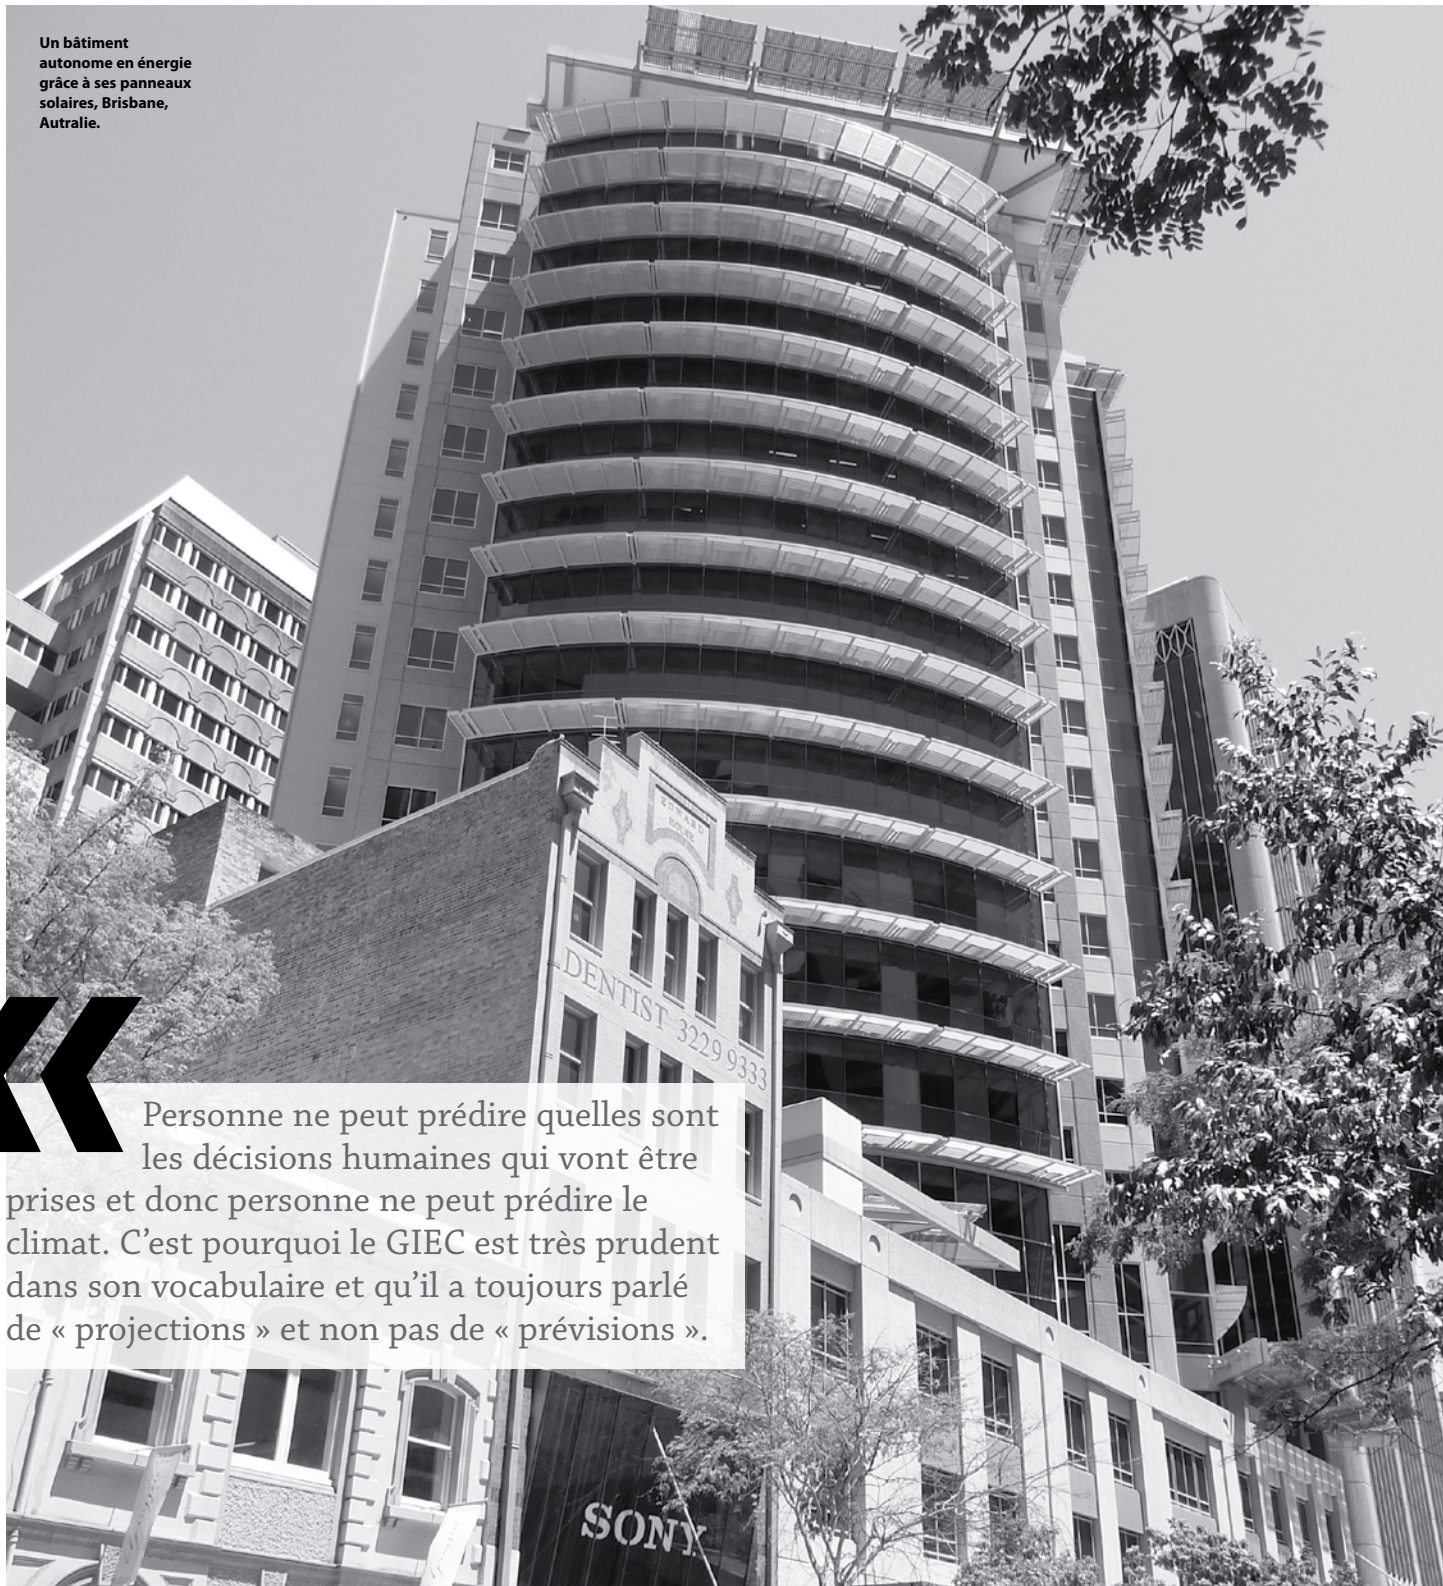 Un bâtiment
autonome en énergie
grâce à ses panneaux
solaires, Brisbane,
Autralie.
EDWARD
HOUSE
DENTIST 3229 9333
«
Personne ne peut prédire quelles sont
les décisions humaines qui vont être
prises et donc personne ne peut prédire le
climat. C’est pourquoi le GIEC est très prudent
dans son vocabulaire et qu’il a toujours parlé
de « projections » et non pas de « prévisions ».
SONY